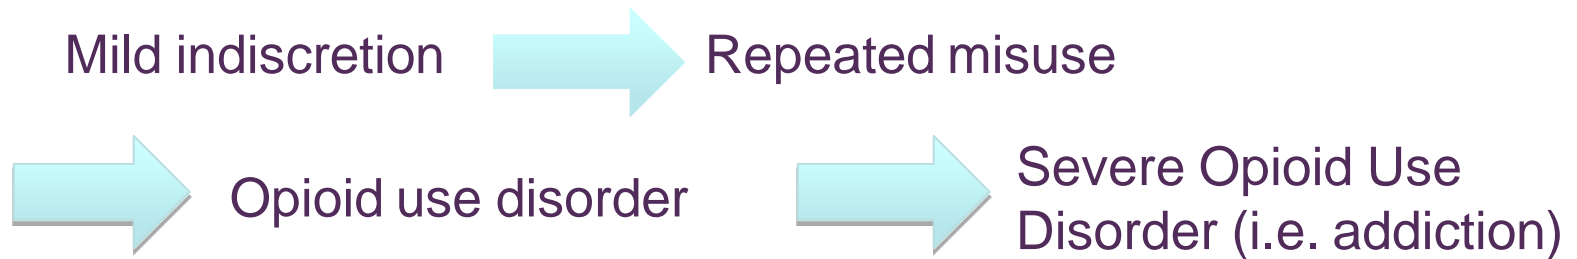 Mild indiscretion
Repeated misuse
Opioid use disorder
Severe Opioid Use
Disorder (i.e. addiction)